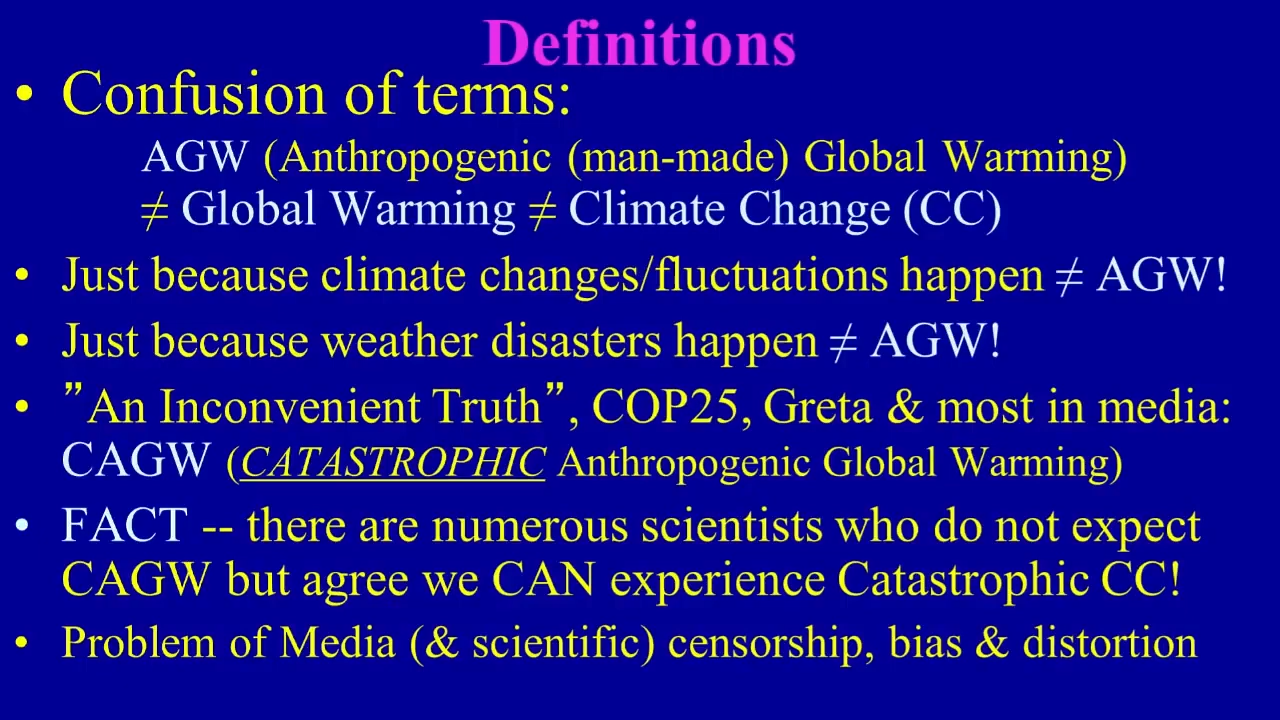 Definitions
• Confusion of terms:
AGW (Anthropogenic (man-made) Global Warming)
≠ Global Warming ≠ Climate Change (CC)
• Just because climate changes/fluctuations happen ≠ AGW!
• Just because weather disasters happen ≠ AGW!
• ”An Inconvenient Truth”, COP25, Greta & most in media:
CAGW (CATASTROPHIC Anthropogenic Global Warming)
• FACT -- there are numerous scientists who do not expect
CAGW but agree we CAN experience Catastrophic CC!
• Problem of Media (& scientific) censorship, bias & distortion